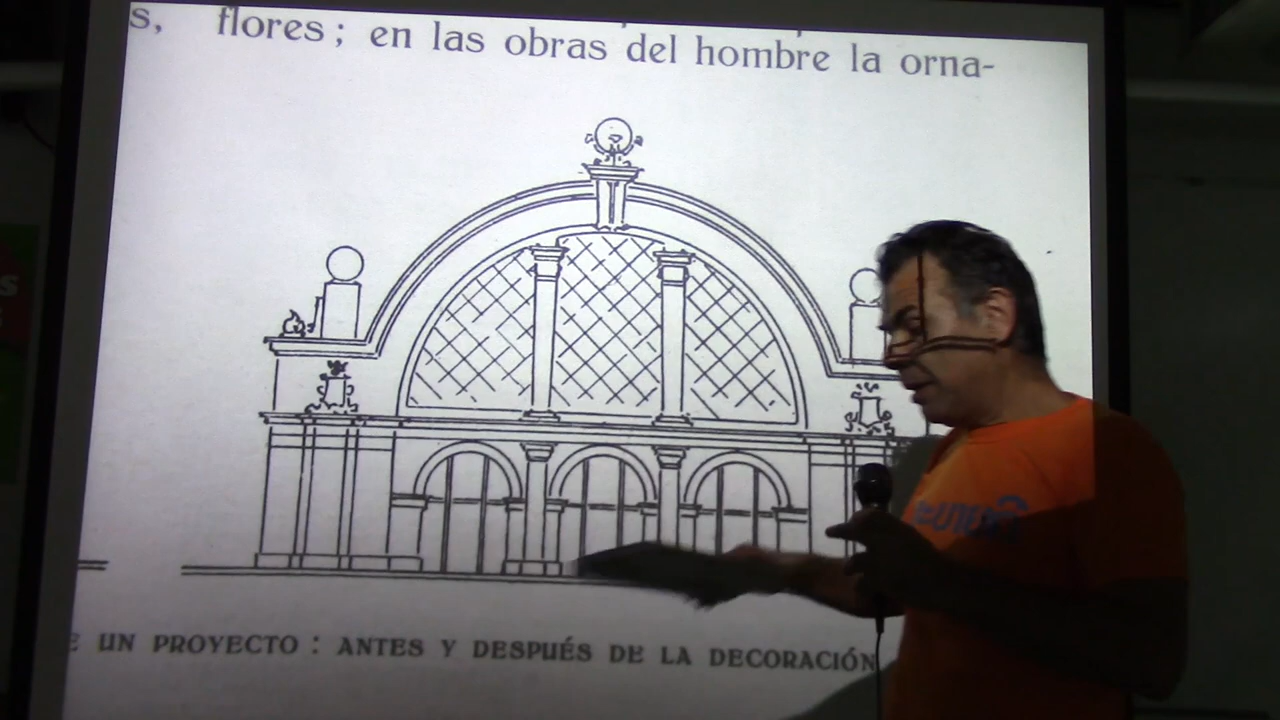 s, flores; en las obras del hombre la orna-
E UN PROYECTO: ANTES Y DESPUÉS DE LA DECORACIÓN